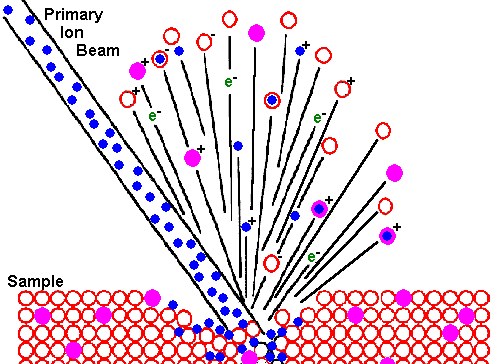 Primary
Ion
Beam
+
-
-
+
+
+
e-
e-
e-
+
+
+
-
e-
+
Sample